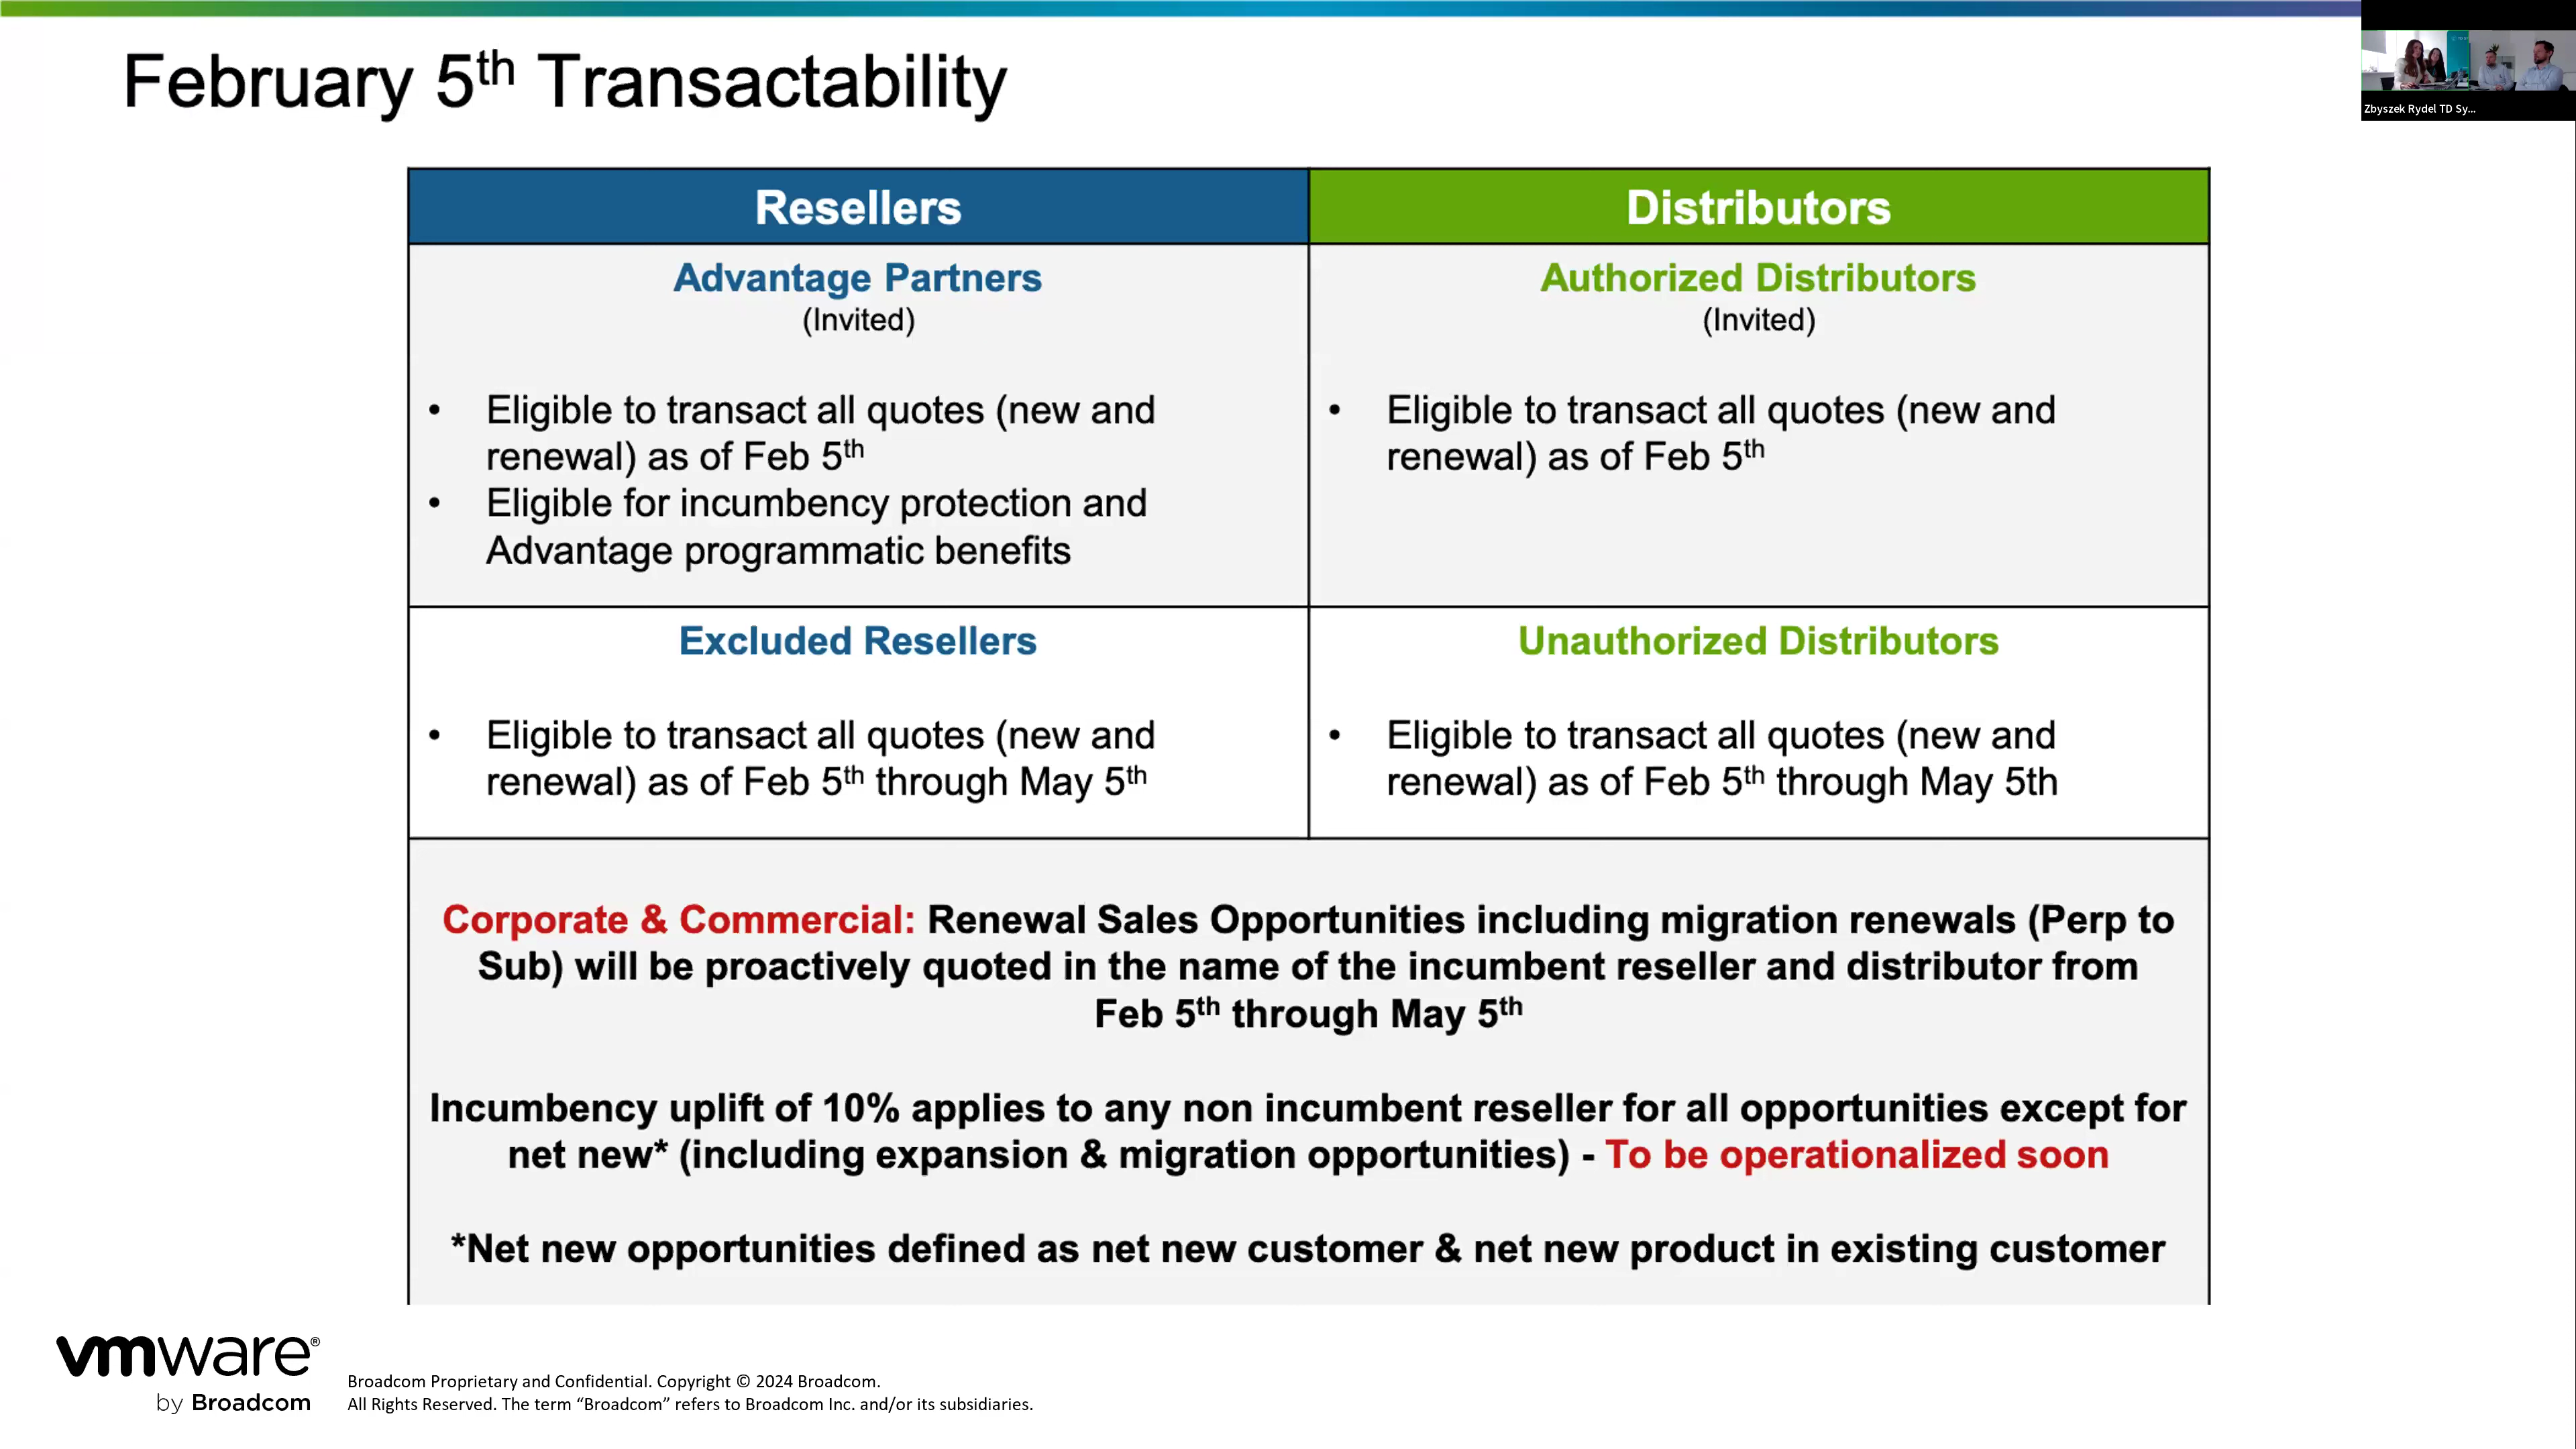 February 5th Transactability
Zbyszek Rydel TD Sy...
Resellers
Distributors
Advantage Partners
(Invited)
• Eligible to transact all quotes (new and
renewal) as of Feb 5th
• Eligible for incumbency protection and
Advantage programmatic benefits
Authorized Distributors
(Invited)
• Eligible to transact all quotes (new and
renewal) as of Feb 5th
Excluded Resellers
• Eligible to transact all quotes (new and
renewal) as of Feb 5th through May 5th
Unauthorized Distributors
• Eligible to transact all quotes (new and
renewal) as of Feb 5th through May 5th
Corporate & Commercial: Renewal Sales Opportunities including migration renewals (Perp to
Sub) will be proactively quoted in the name of the incumbent reseller and distributor from
Feb 5th through May 5th
Incumbency uplift of 10% applies to any non incumbent reseller for all opportunities except for
net new* (including expansion & migration opportunities) - To be operationalized soon
*Net new opportunities defined as net new customer & net new product in existing customer
vmware®
by Broadcom
Broadcom Proprietary and Confidential. Copyright © 2024 Broadcom.
All Rights Reserved. The term “Broadcom” refers to Broadcom Inc. and/or its subsidiaries.